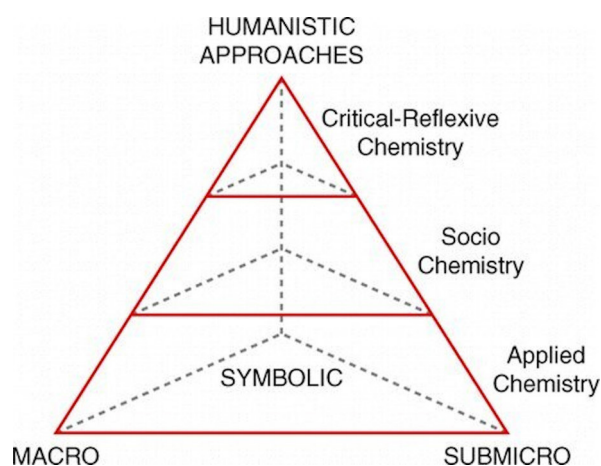 HUMANISTIC
APPROACHES
Critical-Reflexive
Chemistry
Socio
Chemistry
Applied
Chemistry
SYMBOLIC
MACRO
SUBMICRO